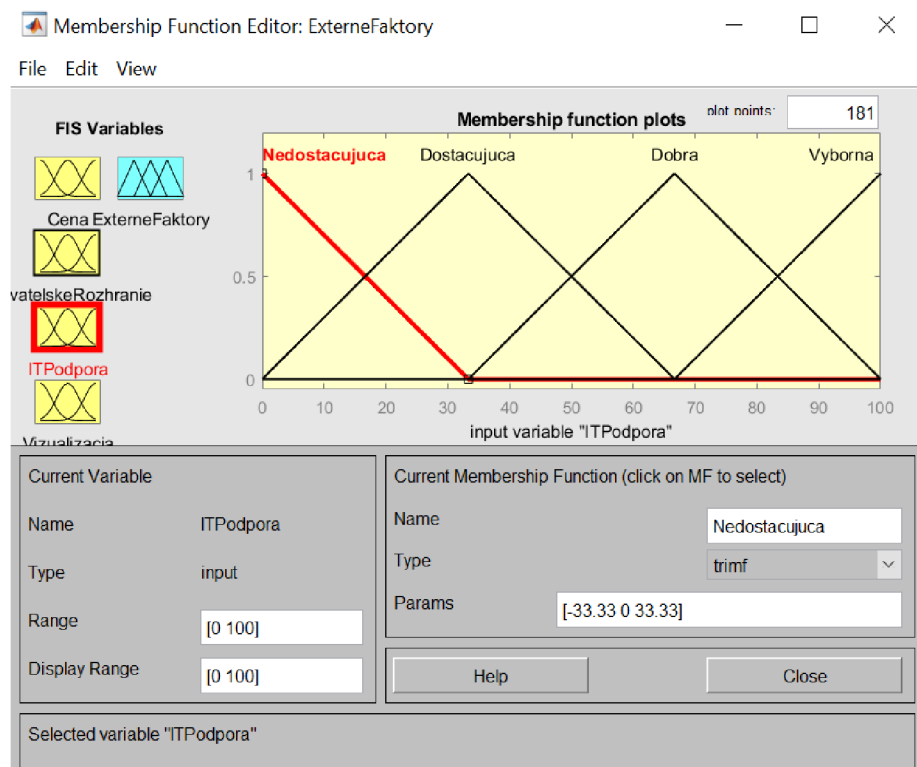 Membership Function Editor: ExterneFaktory
File Edit View
FIS Variables
Membership function plots
plot points:
181
Cena ExterneFaktory
vatelskeRozhranie
ITPodpora
Vizualizacia
Nedostacujuca Dostacujuca Dobra Vyborna
1
0.5
0
0 10 20 30 40 50 60 70 80 90 100
input variable "ITPodpora"
Current Variable
Name ITPodpora
Type input
Range [0 100]
Display Range [0 100]
Current Membership Function (click on MF to select)
Name Nedostacujuca
Type trimf
Params [-33.33 0 33.33]
Help Close
Selected variable "ITPodpora"